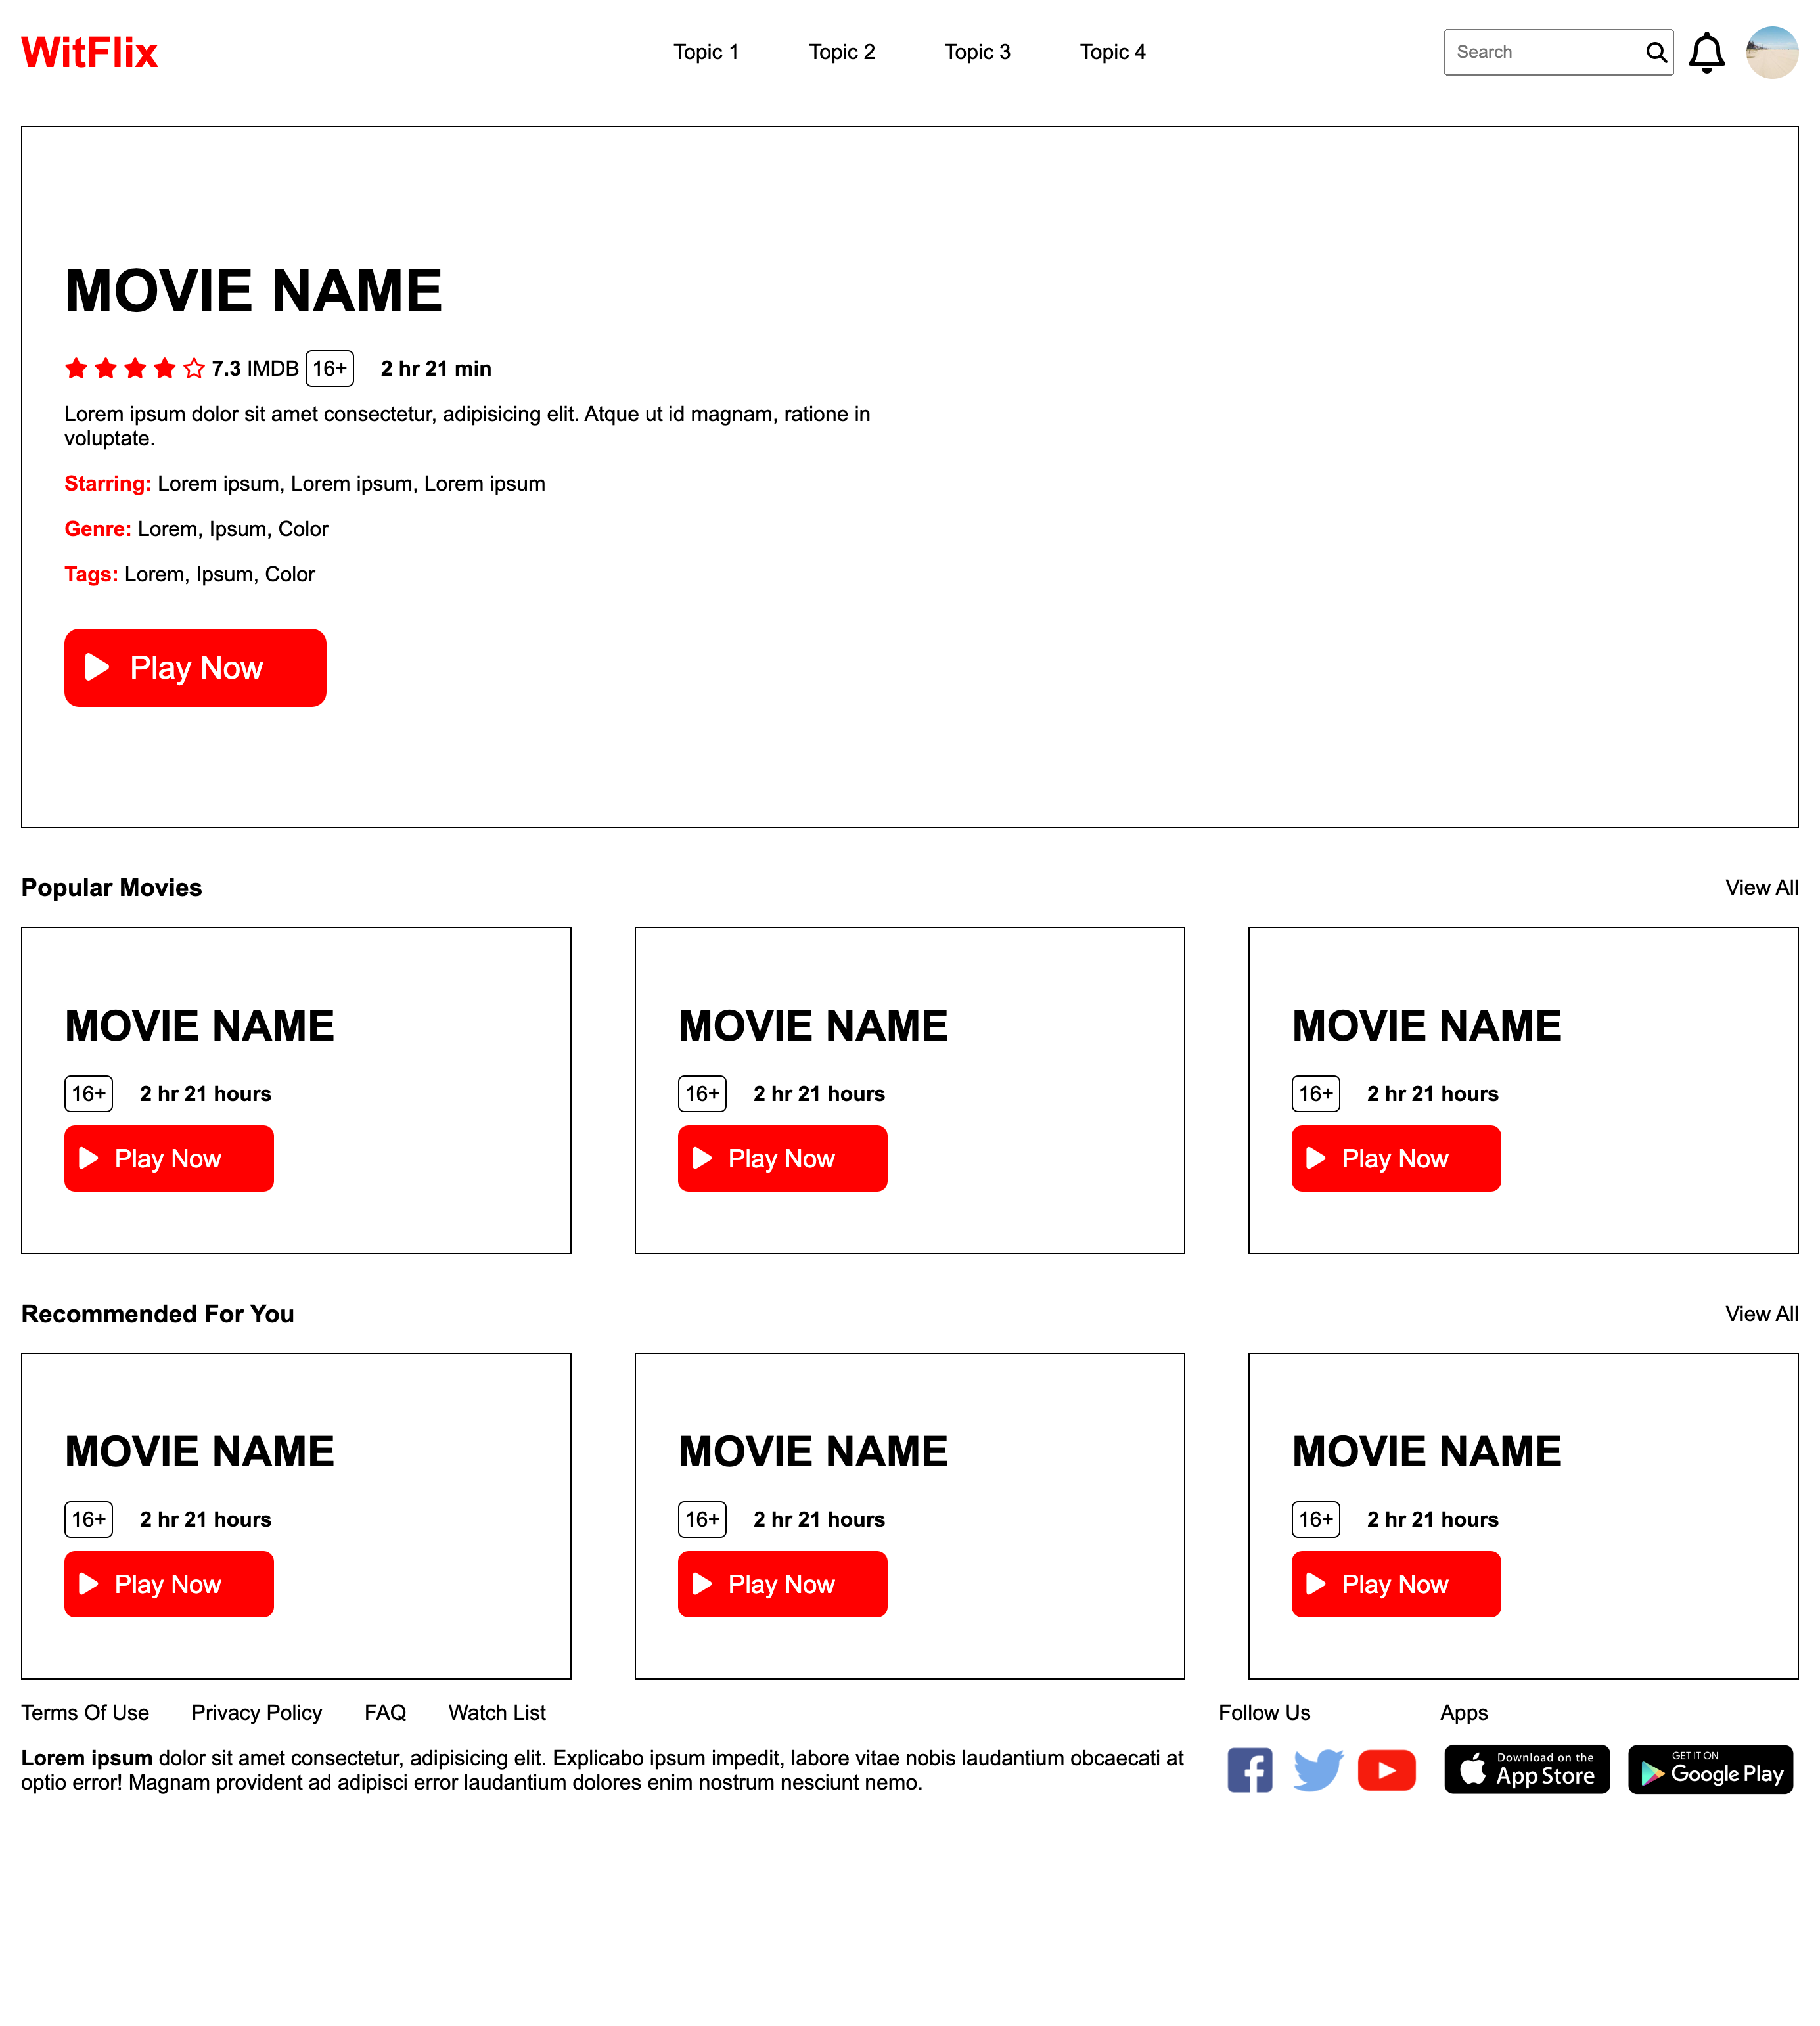 WitFlix
Topic 1
Topic 2
Topic 3
Topic 4
Search
MOVIE NAME
7.3 IMDB 16+ 2 hr 21 min
Lorem ipsum dolor sit amet consectetur, adipisicing elit. Atque ut id magnam, ratione in
voluptate.
Starring: Lorem ipsum, Lorem ipsum, Lorem ipsum
Genre: Lorem, Ipsum, Color
Tags: Lorem, Ipsum, Color
Play Now
Popular Movies
View All
MOVIE NAME
16+ 2 hr 21 hours
Play Now
MOVIE NAME
16+ 2 hr 21 hours
Play Now
MOVIE NAME
16+ 2 hr 21 hours
Play Now
Recommended For You
View All
MOVIE NAME
16+ 2 hr 21 hours
Play Now
MOVIE NAME
16+ 2 hr 21 hours
Play Now
MOVIE NAME
16+ 2 hr 21 hours
Play Now
Terms Of Use
Privacy Policy
FAQ
Watch List
Lorem ipsum dolor sit amet consectetur, adipisicing elit. Explicabo ipsum impedit, labore vitae nobis laudantium obcaecati at
optio error! Magnam provident ad adipisci error laudantium dolores enim nostrum nesciunt nemo.
Follow Us
Apps
Download on the
App Store
GET IT ON
Google Play